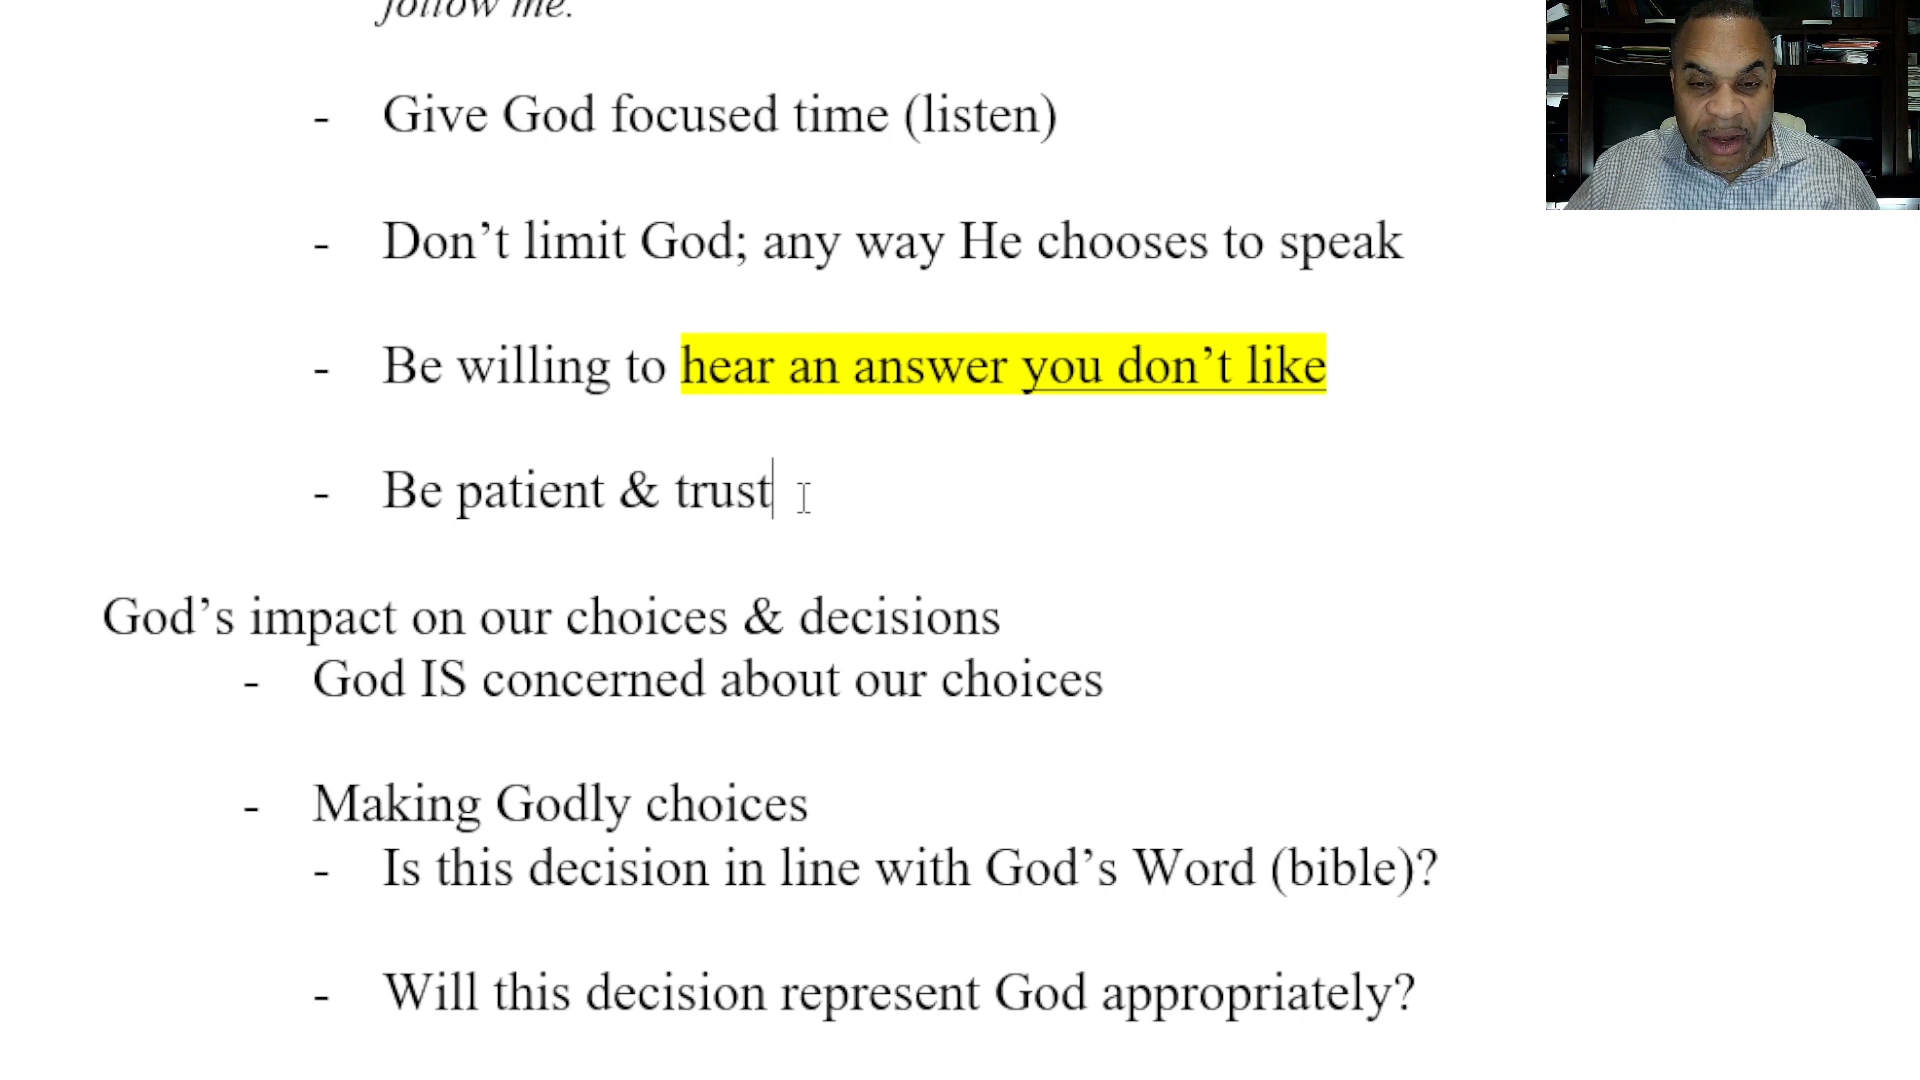 follow me.
- Give God focused time (listen)
- Don’t limit God; any way He chooses to speak
- Be willing to hear an answer you don’t like
- Be patient & trust
God’s impact on our choices & decisions
- God IS concerned about our choices
- Making Godly choices
- Is this decision in line with God’s Word (bible)?
- Will this decision represent God appropriately?